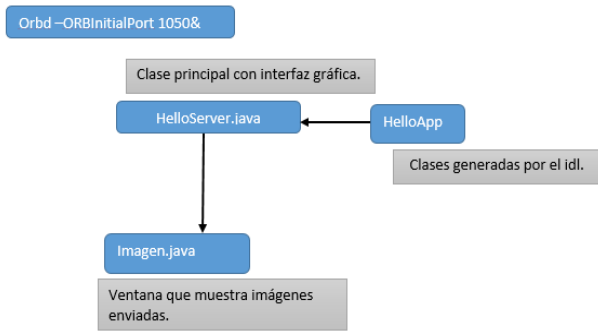 Orbd –ORBInitialPort 1050&
Clase principal con interfaz gráfica.
HelloServer.java
HelloApp
Clases generadas por el idl.
Imagen.java
Ventana que muestra imágenes
enviadas.